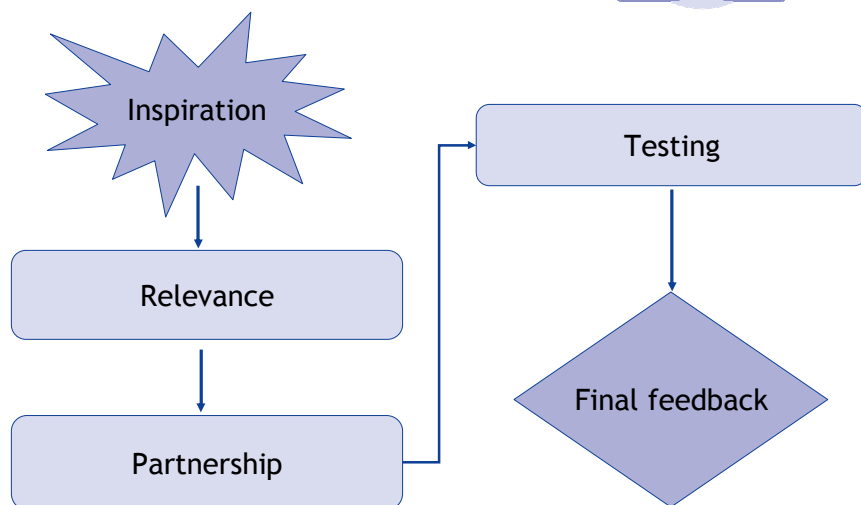 Inspiration
Relevance
Partnership
Testing
Final feedback